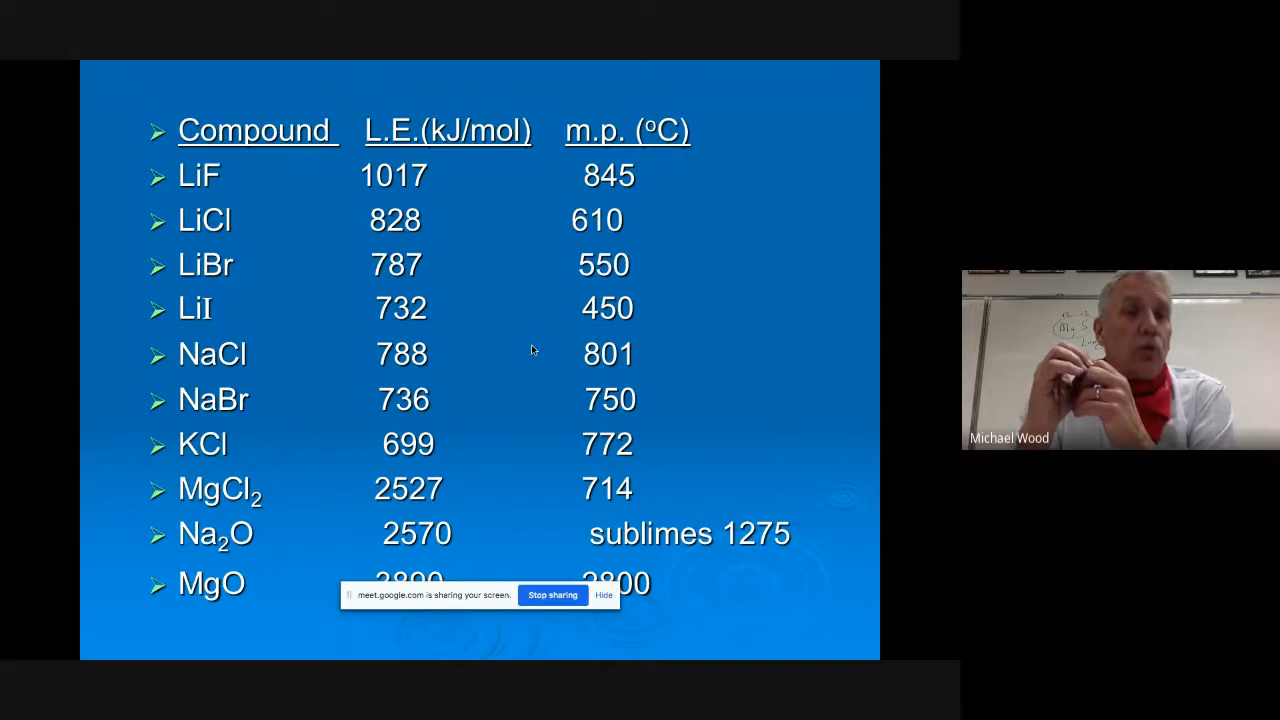 Compound L.E.(kJ/mol) m.p. (oC)
LiF 1017 845
LiCl 828 610
LiBr 787 550
LiI 732 450
NaCl 788 801
NaBr 736 750
KCl 699 772
MgCl2 2527 714
Na2O 2570 sublimes 1275
MgO
meet.google.com is sharing your screen. Stop sharing Hide
Mg S
Michael Wood